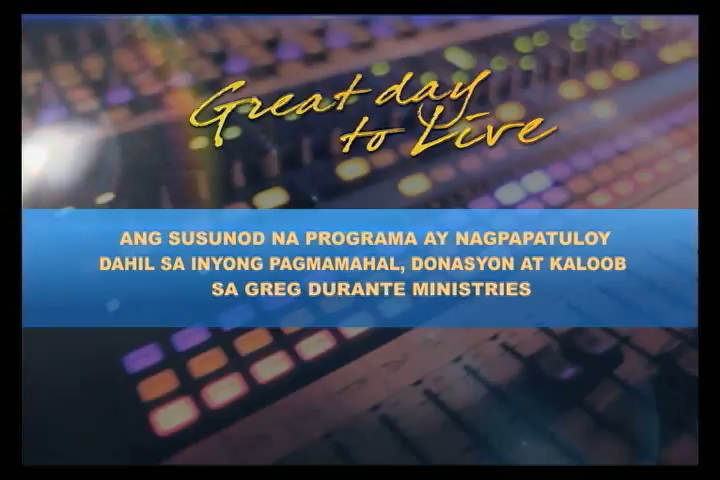 Great day
to Live
ANG SUSUNOD NA PROGRAMA AY NAGPAPATULOY
DAHIL SA INYONG PAGMAMAHAL, DONASYON AT KALOOB
SA GREG DURANTE MINISTRIES